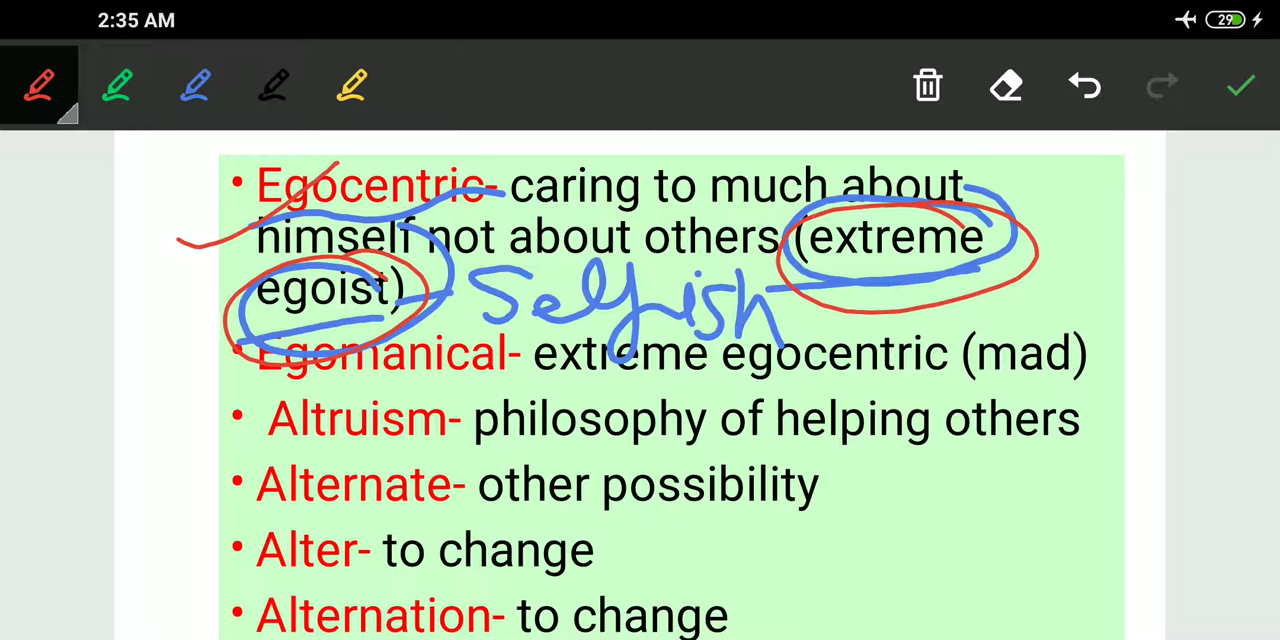 2:35 AM
29
• Egocentric- caring to much about
himself not about others (extreme
egoist)
Selfish
• Egomanical- extreme egocentric (mad)
• Altruism- philosophy of helping others
• Alternate- other possibility
• Alter- to change
• Alternation- to change